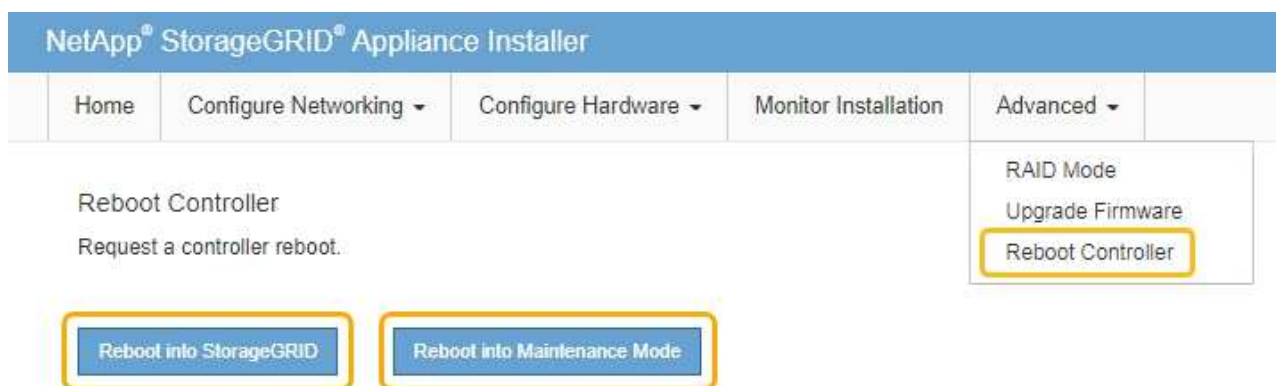 NetApp® StorageGRID® Appliance Installer
Home Configure Networking Configure Hardware Monitor Installation Advanced
RAID Mode
Upgrade Firmware
Reboot Controller
Reboot Controller
Request a controller reboot.
Reboot into StorageGRID Reboot into Maintenance Mode